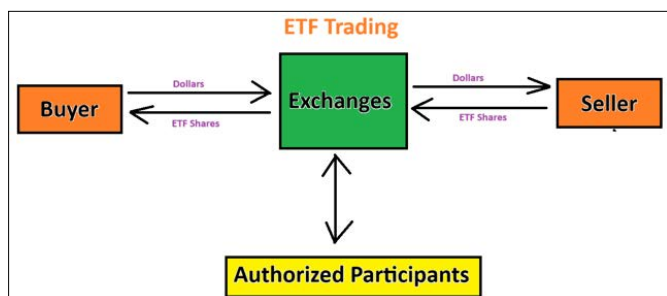 ETF Trading
Buyer
Dollars
ETF Shares
Exchanges
Dollars
ETF Shares
Seller
Authorized Participants